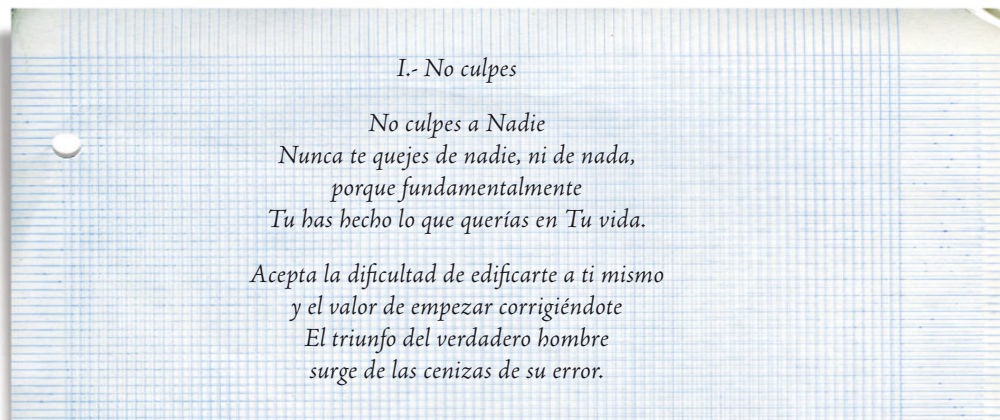 I.- No culpes
No culpes a Nadie
Nunca te quejes de nadie, ni de nada,
porque fundamentalmente
Tu has hecho lo que querías en Tu vida.
Acepta la dificultad de edificarte a ti mismo
y el valor de empezar corrigiéndote
El triunfo del verdadero hombre
surge de las cenizas de su error.